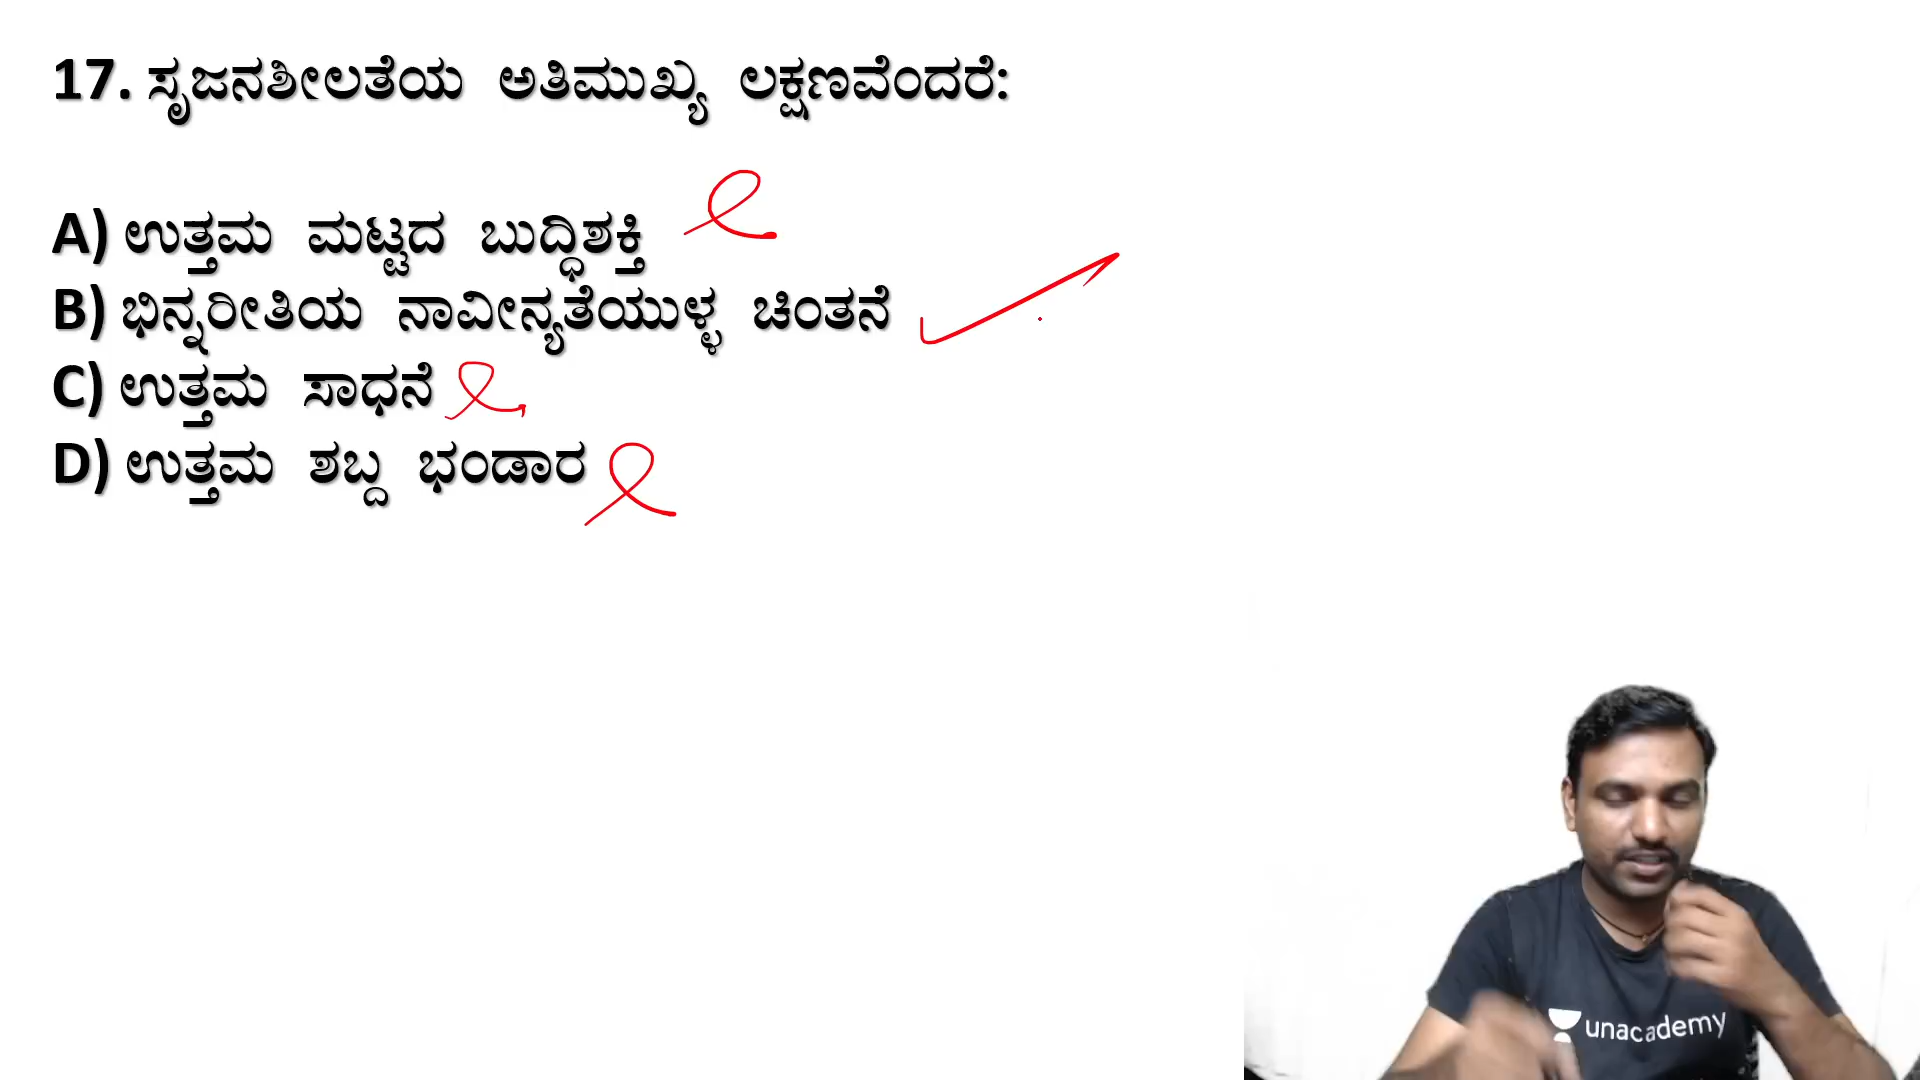 17. ಸೃಜನಶೀಲತೆಯ ಅತಿಮುಖ್ಯ ಲಕ್ಷಣವೆಂದರೆ:
A) ಉತ್ತಮ ಮಟ್ಟದ ಬುದ್ಧಿಶಕ್ತಿ
B) ಭಿನ್ನರೀತಿಯ ನಾವೀನ್ಯತೆಯುಳ್ಳ ಚಿಂತನೆ
C) ಉತ್ತಮ ಸಾಧನೆ
D) ಉತ್ತಮ ಶಬ್ದ ಭಂಡಾರ
unacademy